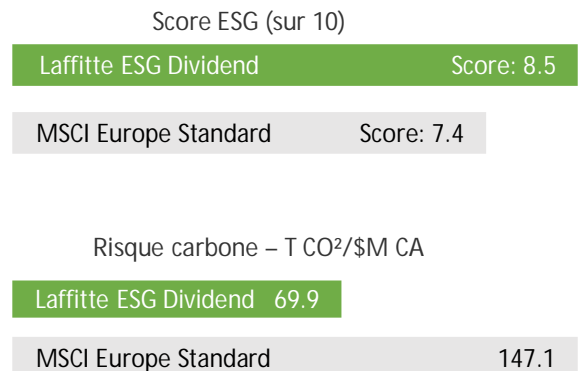 Score ESG (sur 10)
Laffitte ESG Dividend Score: 8.5
MSCI Europe Standard Score: 7.4
Risque carbone – T CO²/$M CA
Laffitte ESG Dividend 69.9
MSCI Europe Standard 147.1